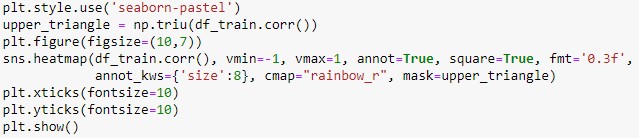 plt.style.use('seaborn-pastel')
upper_triangle = np.triu(df_train.corr())
plt.figure(figsize=(10,7))
sns.heatmap(df_train.corr(), vmin=-1, vmax=1, annot=True, square=True, fmt='0.3f',
            annot_kws={'size':8}, cmap="rainbow_r", mask=upper_triangle)
plt.xticks(fontsize=10)
plt.yticks(fontsize=10)
plt.show()